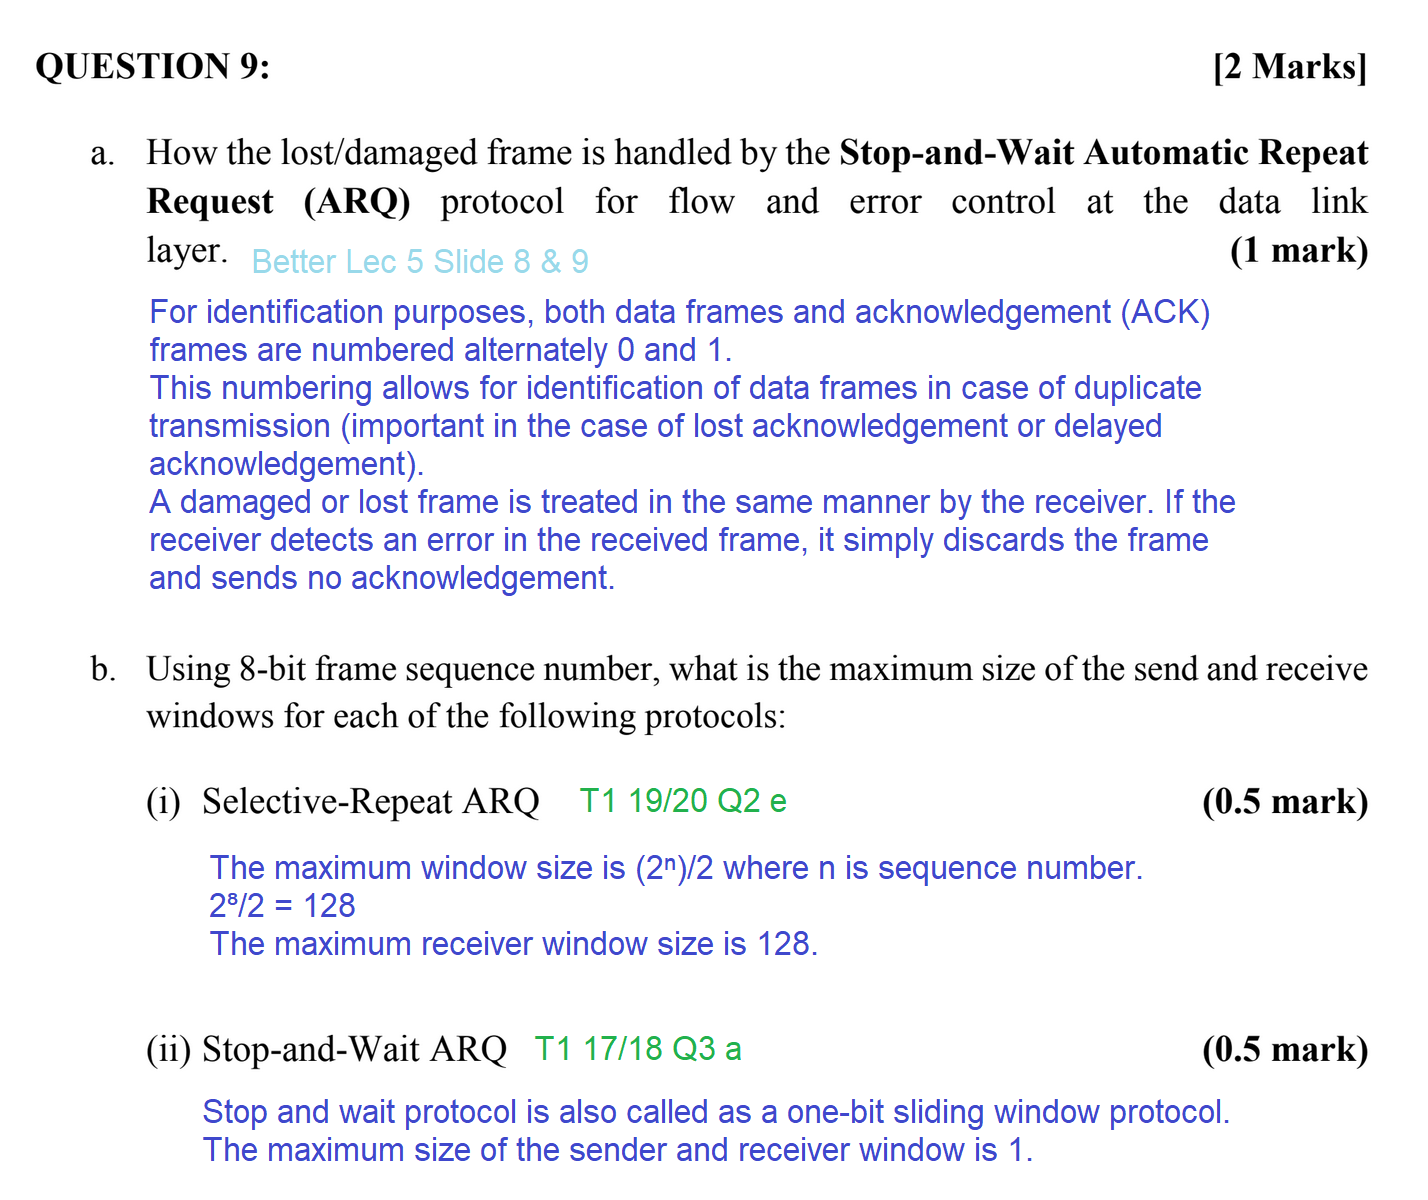 QUESTION 9: [2 Marks]
a. How the lost/damaged frame is handled by the Stop-and-Wait Automatic Repeat
Request (ARQ) protocol for flow and error control at the data link
layer. Better Lec 5 Slide 8 & 9 (1 mark)
For identification purposes, both data frames and acknowledgement (ACK)
frames are numbered alternately 0 and 1.
This numbering allows for identification of data frames in case of duplicate
transmission (important in the case of lost acknowledgement or delayed
acknowledgement).
A damaged or lost frame is treated in the same manner by the receiver. If the
receiver detects an error in the received frame, it simply discards the frame
and sends no acknowledgement.
b. Using 8-bit frame sequence number, what is the maximum size of the send and receive
windows for each of the following protocols:
(i) Selective-Repeat ARQ T1 19/20 Q2 e (0.5 mark)
The maximum window size is (2ⁿ)/2 where n is sequence number.
2⁸/2 = 128
The maximum receiver window size is 128.
(ii) Stop-and-Wait ARQ T1 17/18 Q3 a (0.5 mark)
Stop and wait protocol is also called as a one-bit sliding window protocol.
The maximum size of the sender and receiver window is 1.